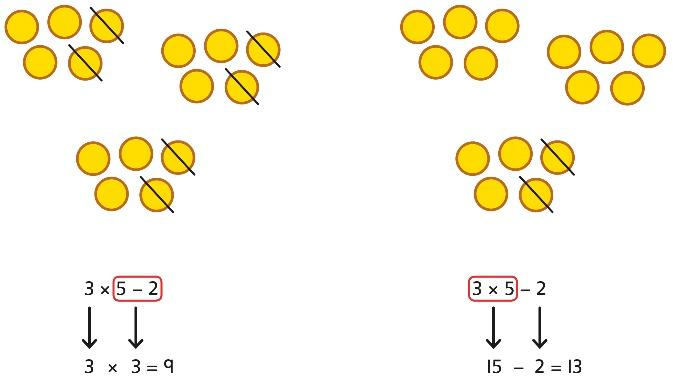 3 × 5 – 2
3 × 3 = 9
3 × 5 – 2
15 – 2 = 13